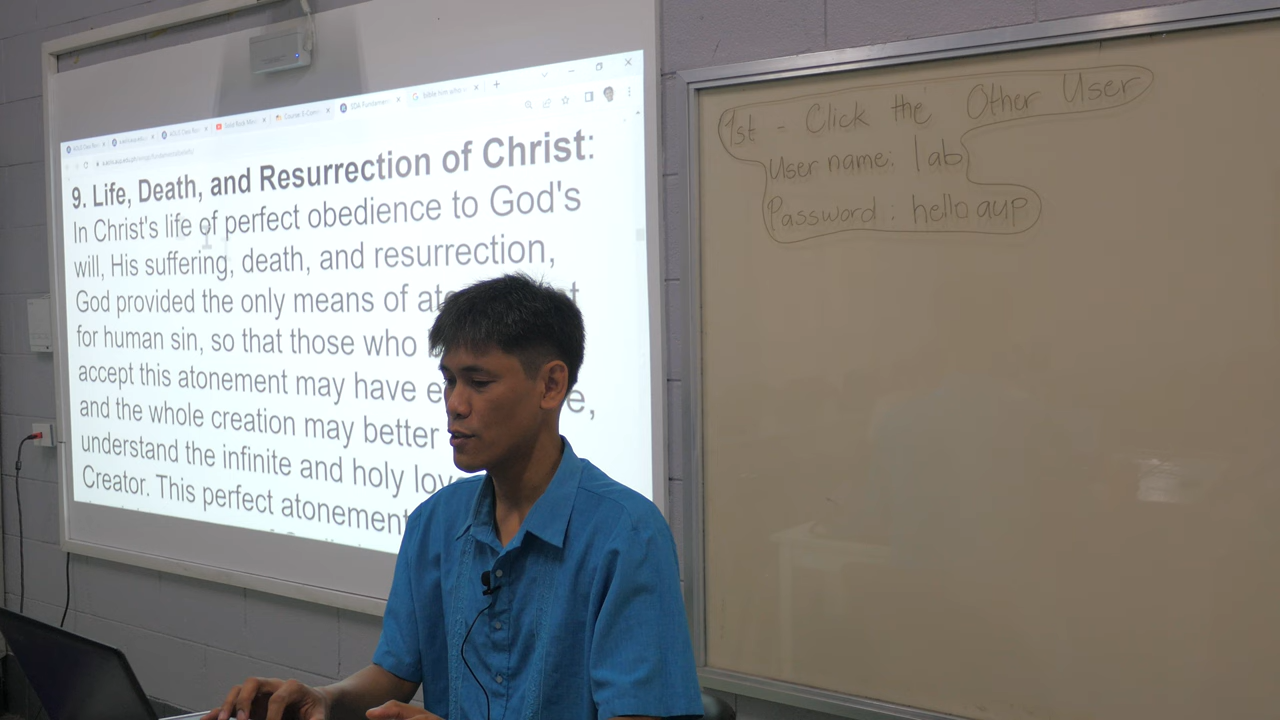 SDA Fundamen
9. Life, Death, and Resurrection of Christ:
In Christ's life of perfect obedience to God's
will, His suffering, death, and resurrection,
God provided the only means of
for human sin, so that those who
accept this atonement may have
and the whole creation may better
understand the infinite and holy
Creator. This perfect atonement
1st - Click the Other User
User name: lab
Password: hello aup